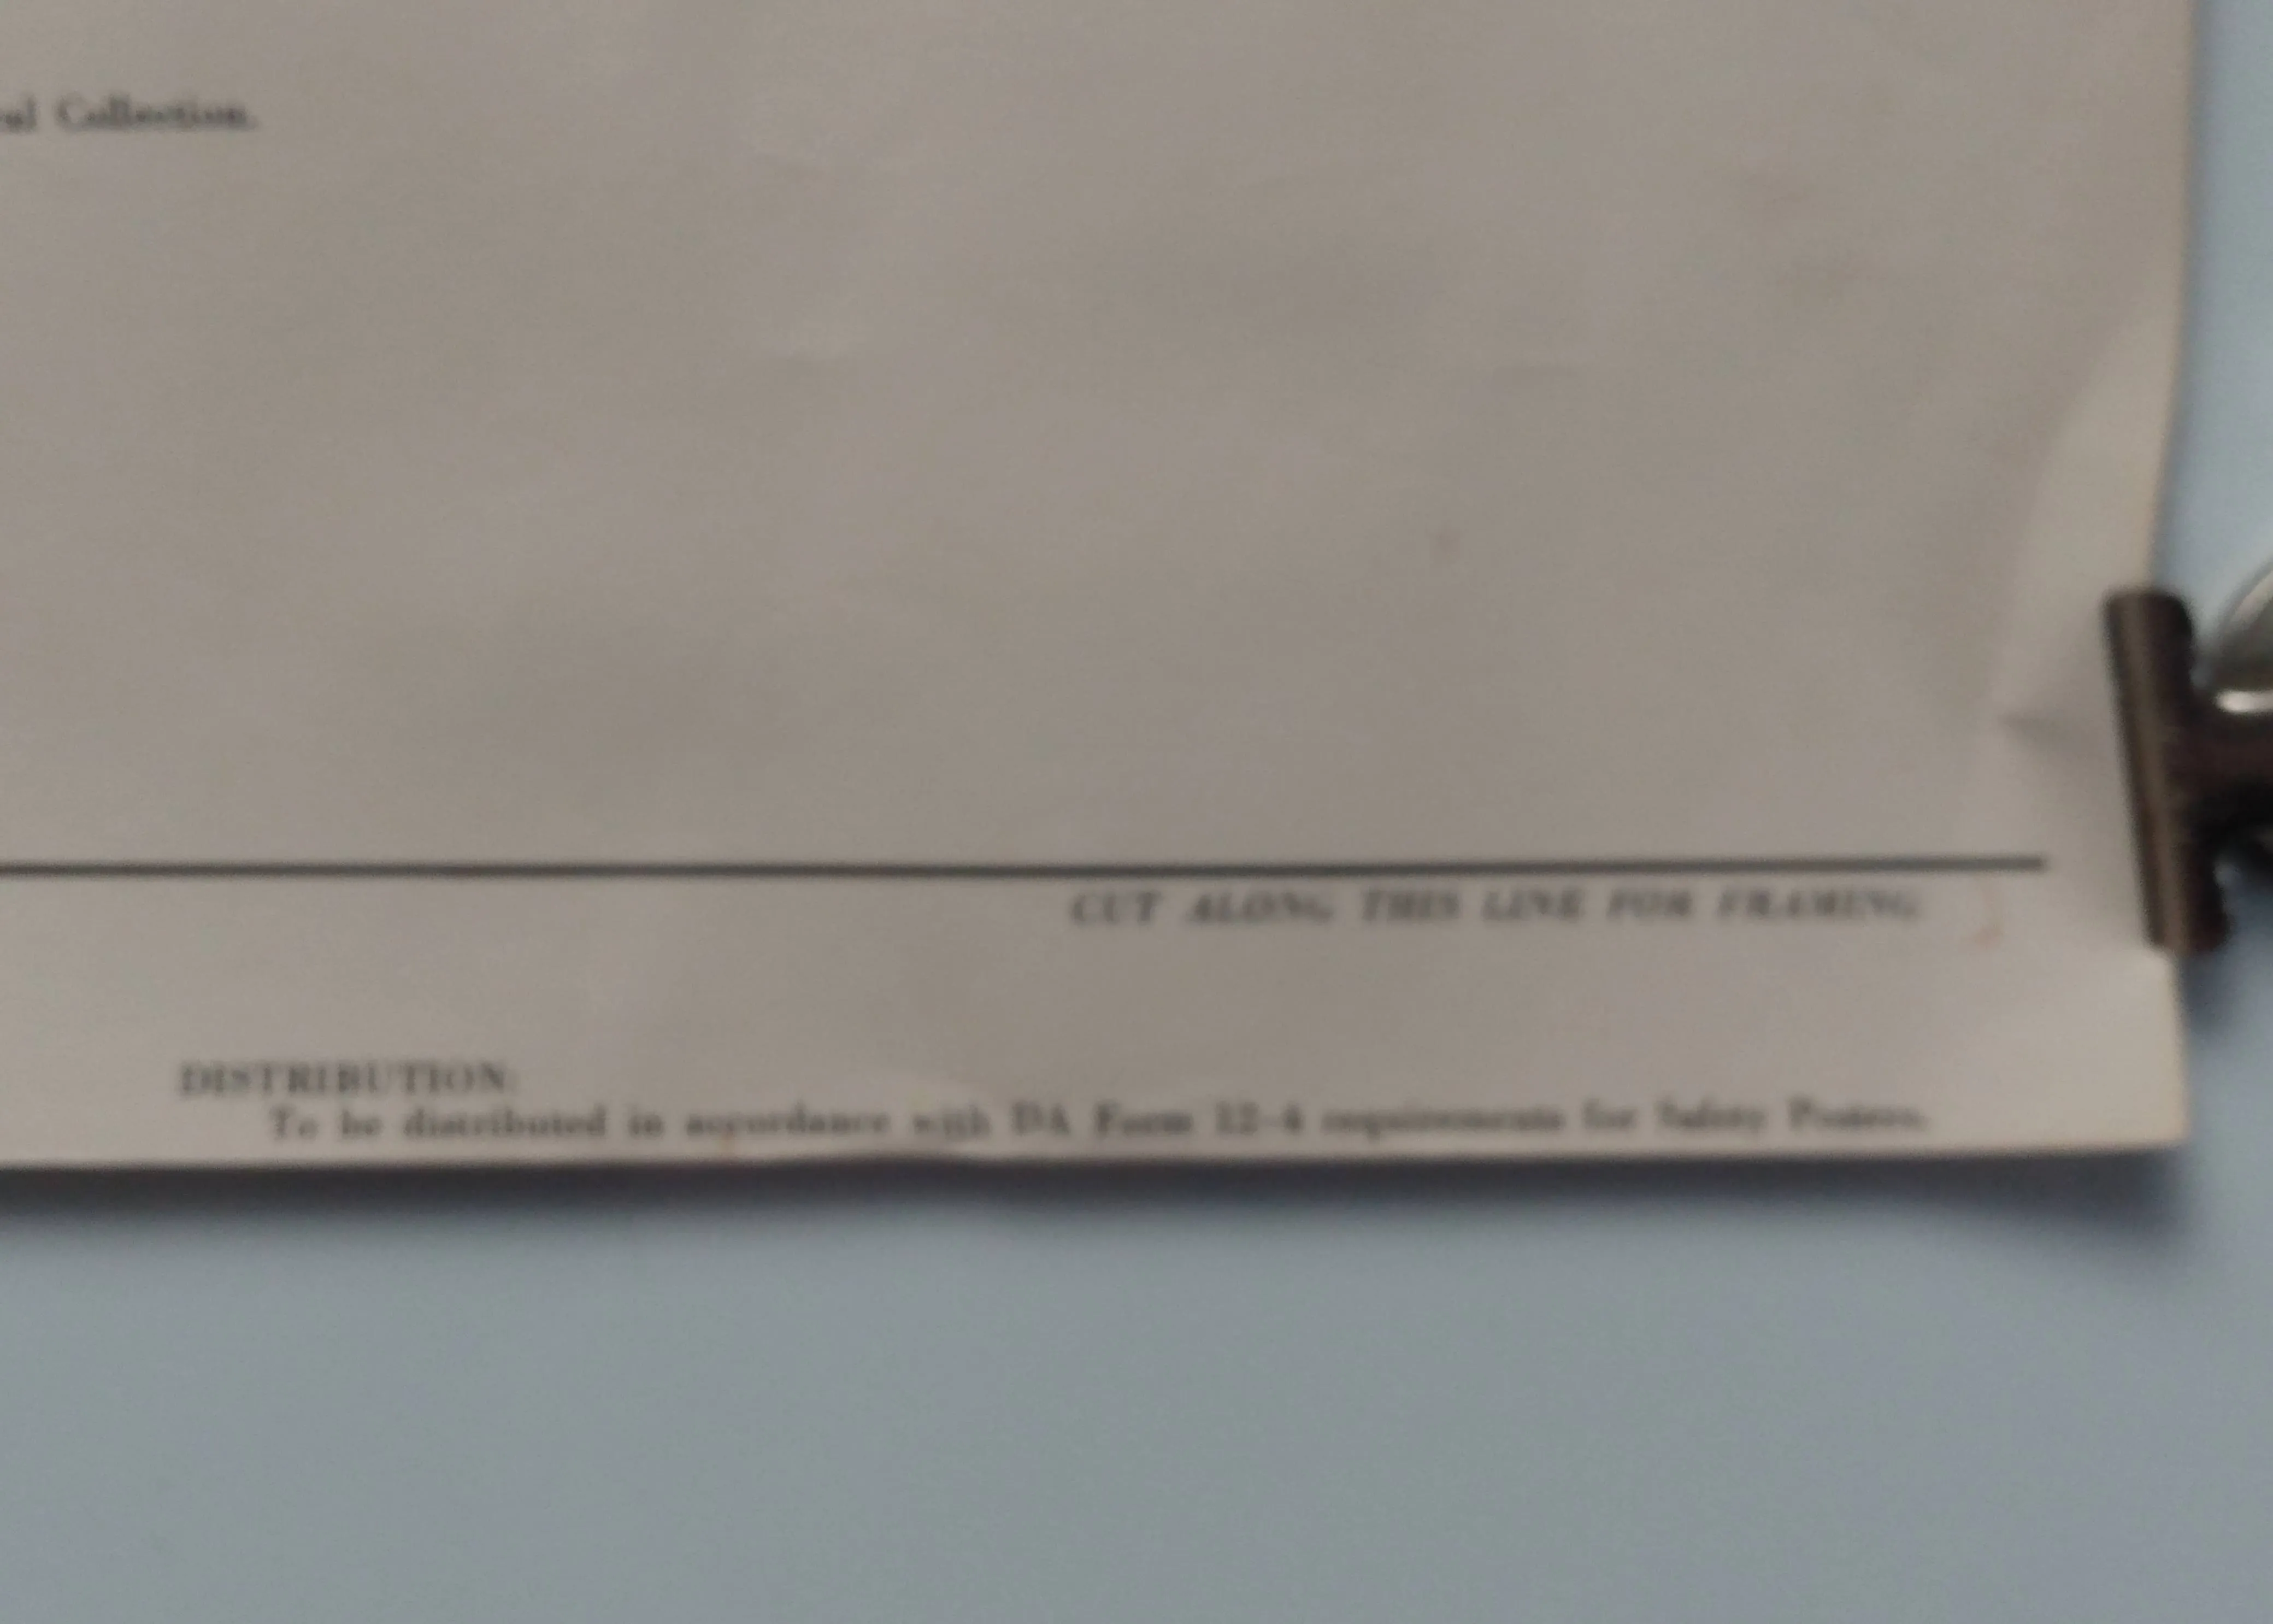 Collection.
CUT ALONG THIS LINE FOR FRAMING
DISTRIBUTION:
To be distributed in accordance with DA Form 12-4 requirements for Safety Posters.